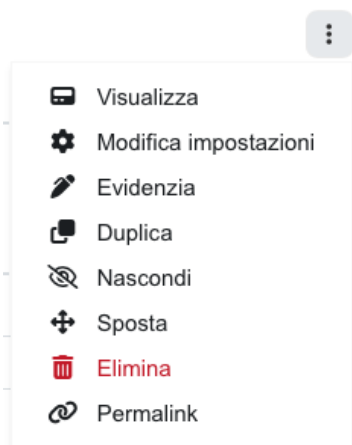 Visualizza
Modifica impostazioni
Evidenzia
Duplica
Nascondi
Sposta
Elimina
Permalink